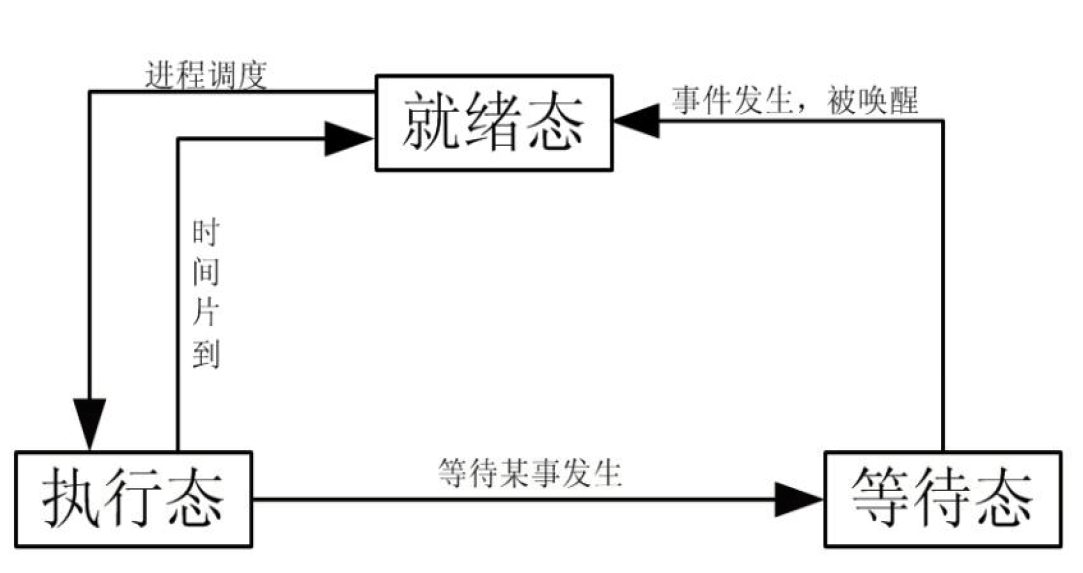 进程调度
就绪态
事件发生，被唤醒
时间片到
执行态
等待某事发生
等待态